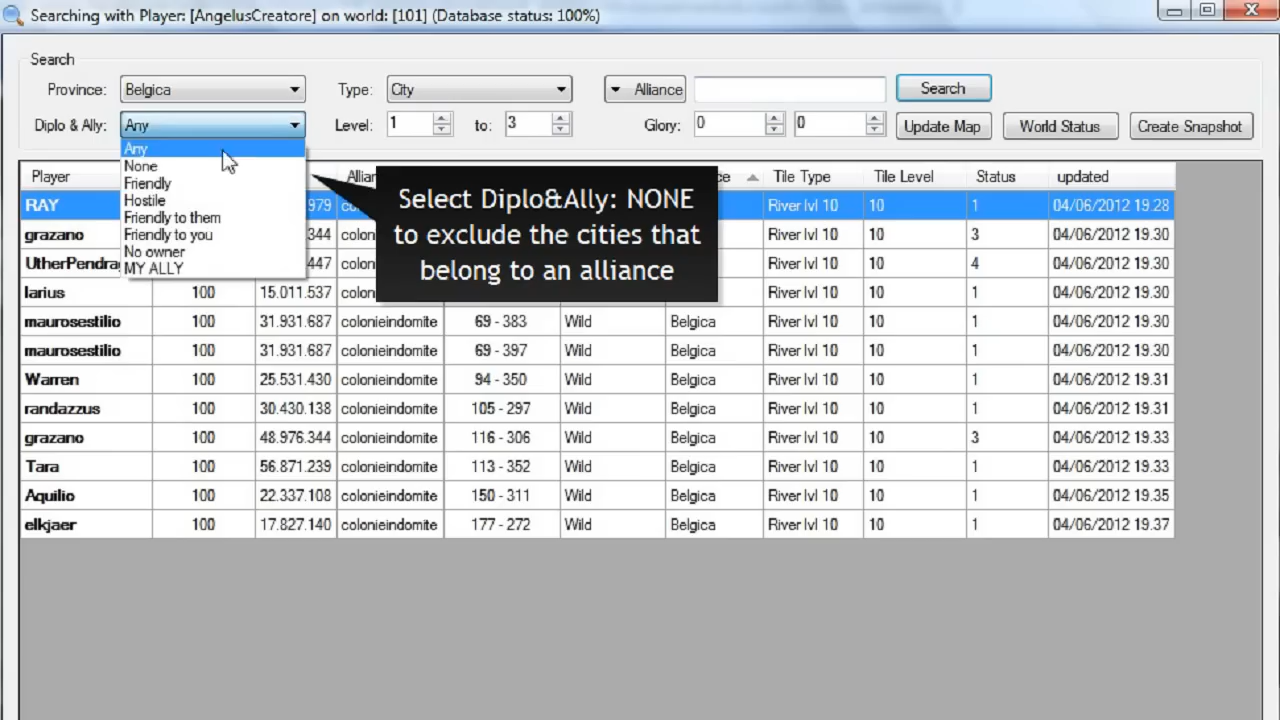 Searching with Player: [AngelusCreatore] on world: [101] (Database status: 100%)
Search
Province: Belgica Type: City Alliance Search
Diplo & Ally: Any Level: 1 to: 3 Glory: 0 0 Update Map World Status Create Snapshot
Any
None
Friendly
Hostile
Friendly to them
Friendly to you
No owner
MY ALLY
Select Diplo&Ally: NONE
to exclude the cities that
belong to an alliance
Player Tile Type Tile Level Status updated
RAY 979 River lvl 10 10 1 04/06/2012 19.28
grazano 344 River lvl 10 10 3 04/06/2012 19.30
447 River lvl 10 10 4 04/06/2012 19.30
larius 100 15.011.537 colonieindomite Wild Belgica River lvl 10 10 1 04/06/2012 19.30
maurosestilio 100 31.931.687 colonieindomite 69 - 383 Wild Belgica River lvl 10 10 1 04/06/2012 19.30
maurosestilio 100 31.931.687 colonieindomite 69 - 397 Wild Belgica River lvl 10 10 1 04/06/2012 19.30
Warren 100 25.531.430 colonieindomite 94 - 350 Wild Belgica River lvl 10 10 1 04/06/2012 19.31
randazzus 100 30.430.138 colonieindomite 105 - 297 Wild Belgica River lvl 10 10 1 04/06/2012 19.31
grazano 100 48.976.344 colonieindomite 116 - 306 Wild Belgica River lvl 10 10 3 04/06/2012 19.33
Tara 100 56.871.239 colonieindomite 113 - 352 Wild Belgica River lvl 10 10 1 04/06/2012 19.33
Aquilio 100 22.337.108 colonieindomite 150 - 311 Wild Belgica River lvl 10 10 1 04/06/2012 19.35
elkjaer 100 17.827.140 colonieindomite 177 - 272 Wild Belgica River lvl 10 10 1 04/06/2012 19.37